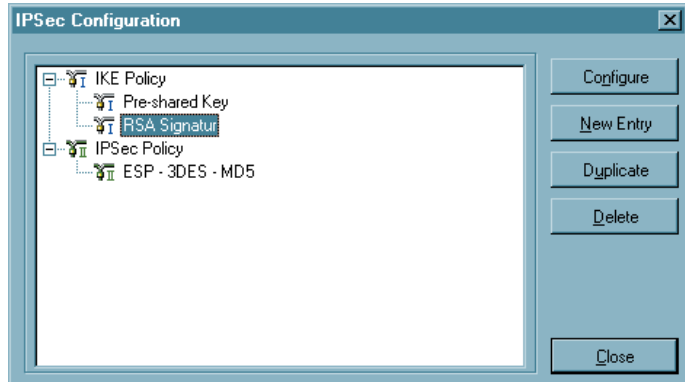 IPSec Configuration
IKE Policy
Pre-shared Key
RSA Signatur
IPSec Policy
ESP - 3DES - MD5
Configure
New Entry
Duplicate
Delete
Close